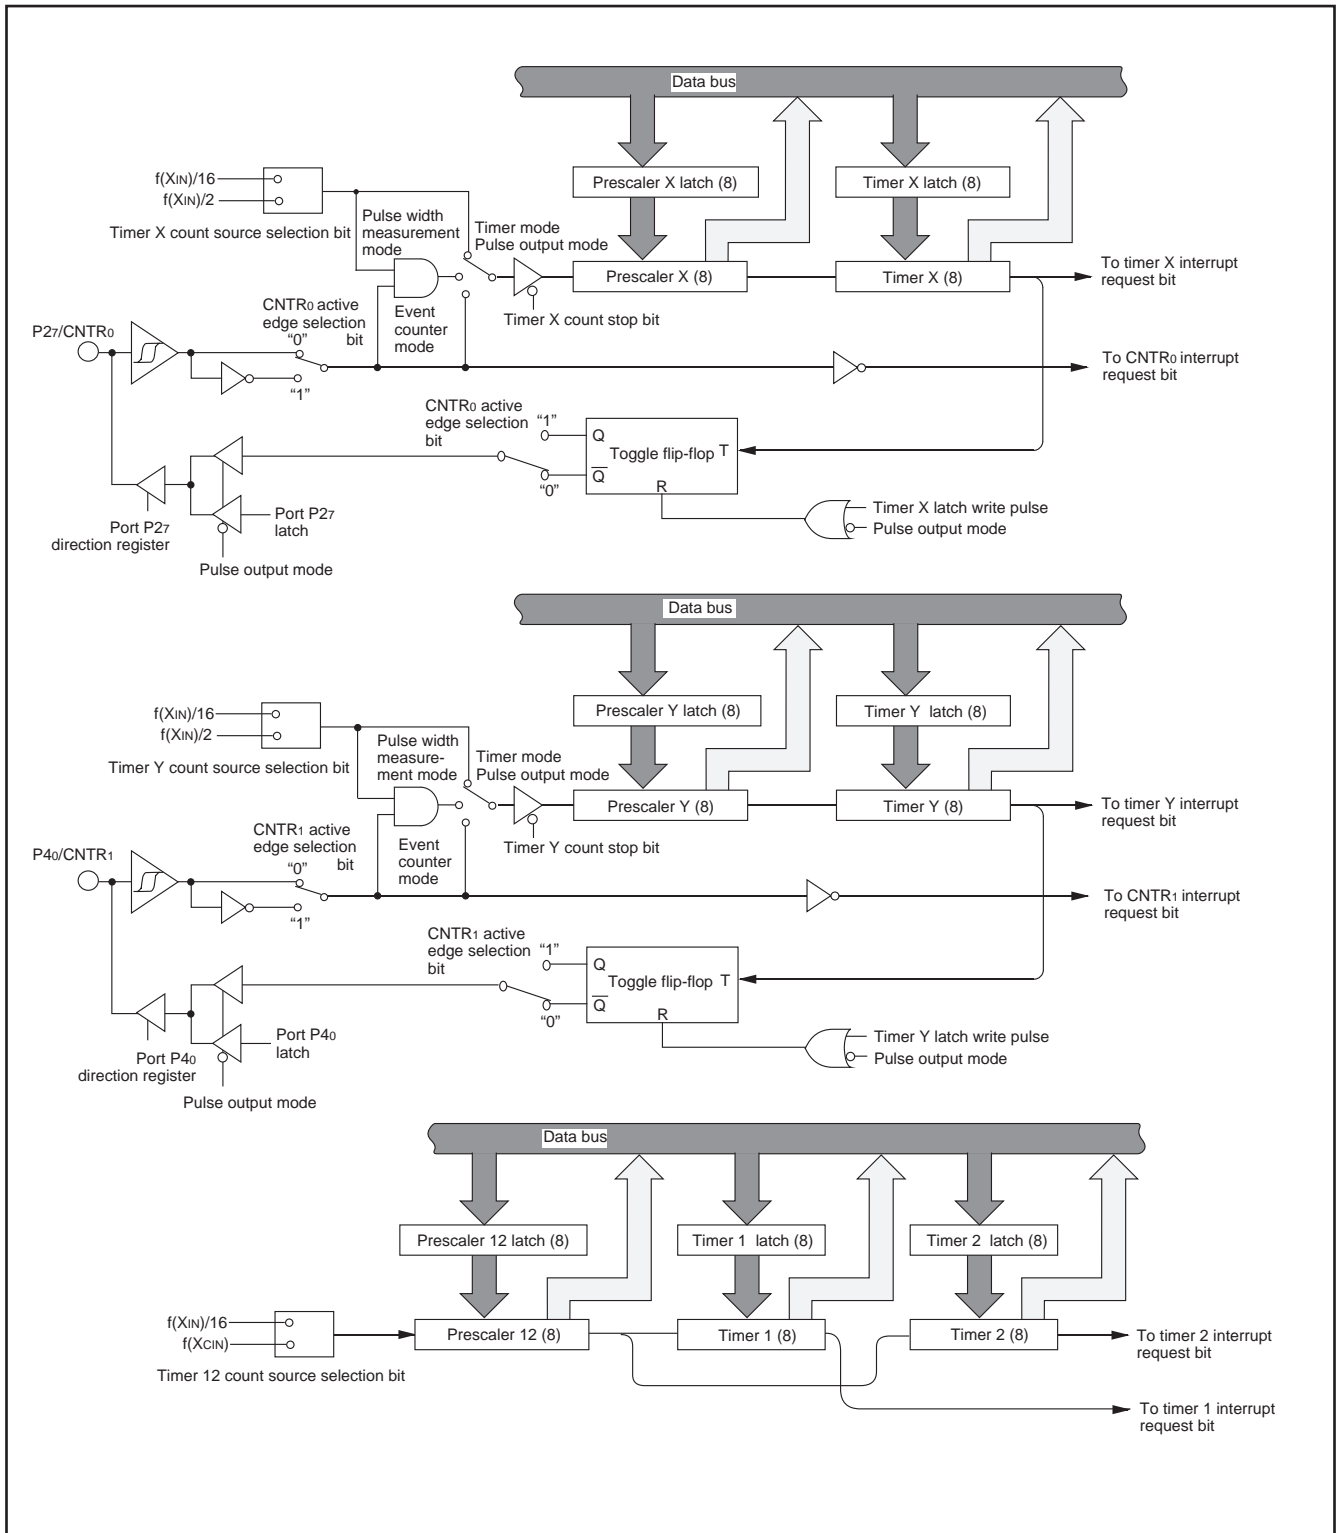 Data bus
Prescaler X latch (8)
Timer X latch (8)
f(XIN)/16
f(XIN)/2
Timer X count source selection bit
Pulse width
measurement
mode
Timer mode
Pulse output mode
Prescaler X (8)
Timer X (8)
To timer X interrupt
request bit
Timer X count stop bit
CNTR0 active
edge selection
bit
Event
counter
mode
P27/CNTR0
“0”
“1”
To CNTR0 interrupt
request bit
CNTR0 active
edge selection
bit
“1”
“0”
Q
Toggle flip-flop
T
Q
R
Timer X latch write pulse
Pulse output mode
Port P27
latch
Port P27
direction register
Pulse output mode
Data bus
Prescaler Y latch (8)
Timer Y latch (8)
f(XIN)/16
f(XIN)/2
Timer Y count source selection bit
Pulse width
measure-
ment mode
Timer mode
Pulse output mode
Prescaler Y (8)
Timer Y (8)
To timer Y interrupt
request bit
Timer Y count stop bit
CNTR1 active
edge selection
bit
Event
counter
mode
P40/CNTR1
“0”
“1”
To CNTR1 interrupt
request bit
CNTR1 active
edge selection
bit
“1”
“0”
Q
Toggle flip-flop
T
Q
R
Timer Y latch write pulse
Pulse output mode
Port P40
latch
Port P40
direction register
Pulse output mode
Data bus
Prescaler 12 latch (8)
Timer 1 latch (8)
Timer 2 latch (8)
f(XIN)/16
f(XCIN)
Timer 12 count source selection bit
Prescaler 12 (8)
Timer 1 (8)
Timer 2 (8)
To timer 2 interrupt
request bit
To timer 1 interrupt
request bit